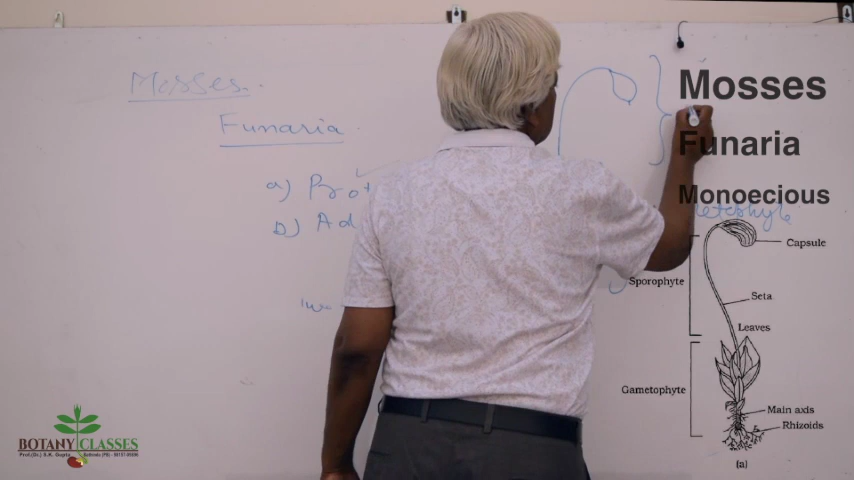 Mosses.
Funaria
a) Prot
b) Ad
Mosses
Funaria
Monoecious
Capsule
Sporophyte
Seta
Leaves
Gametophyte
Main axis
Rhizoids
(a)
BOTANY CLASSES